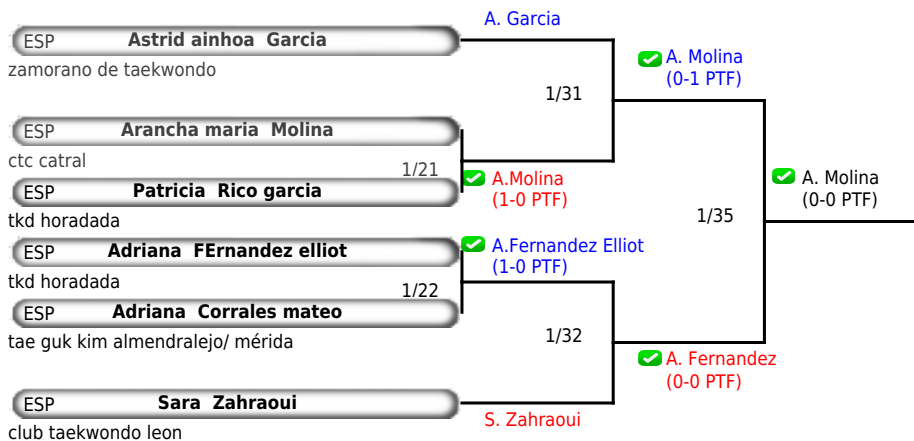 A. Garcia
ESP Astrid ainhoa Garcia
zamorano de taekwondo
A. Molina
(0-1 PTF)
1/31
ESP Arancha maria Molina
ctc catral
1/21
A.Molina
(1-0 PTF)
ESP Patricia Rico garcia
tkd horadada
A. Molina
(0-0 PTF)
1/35
ESP Adriana FErnandez elliot
tkd horadada
A.Fernandez Elliot
(1-0 PTF)
1/22
ESP Adriana Corrales mateo
tae guk kim almendralejo/ mérida
1/32
A. Fernandez
(0-0 PTF)
ESP Sara Zahraoui
club taekwondo leon
S. Zahraoui